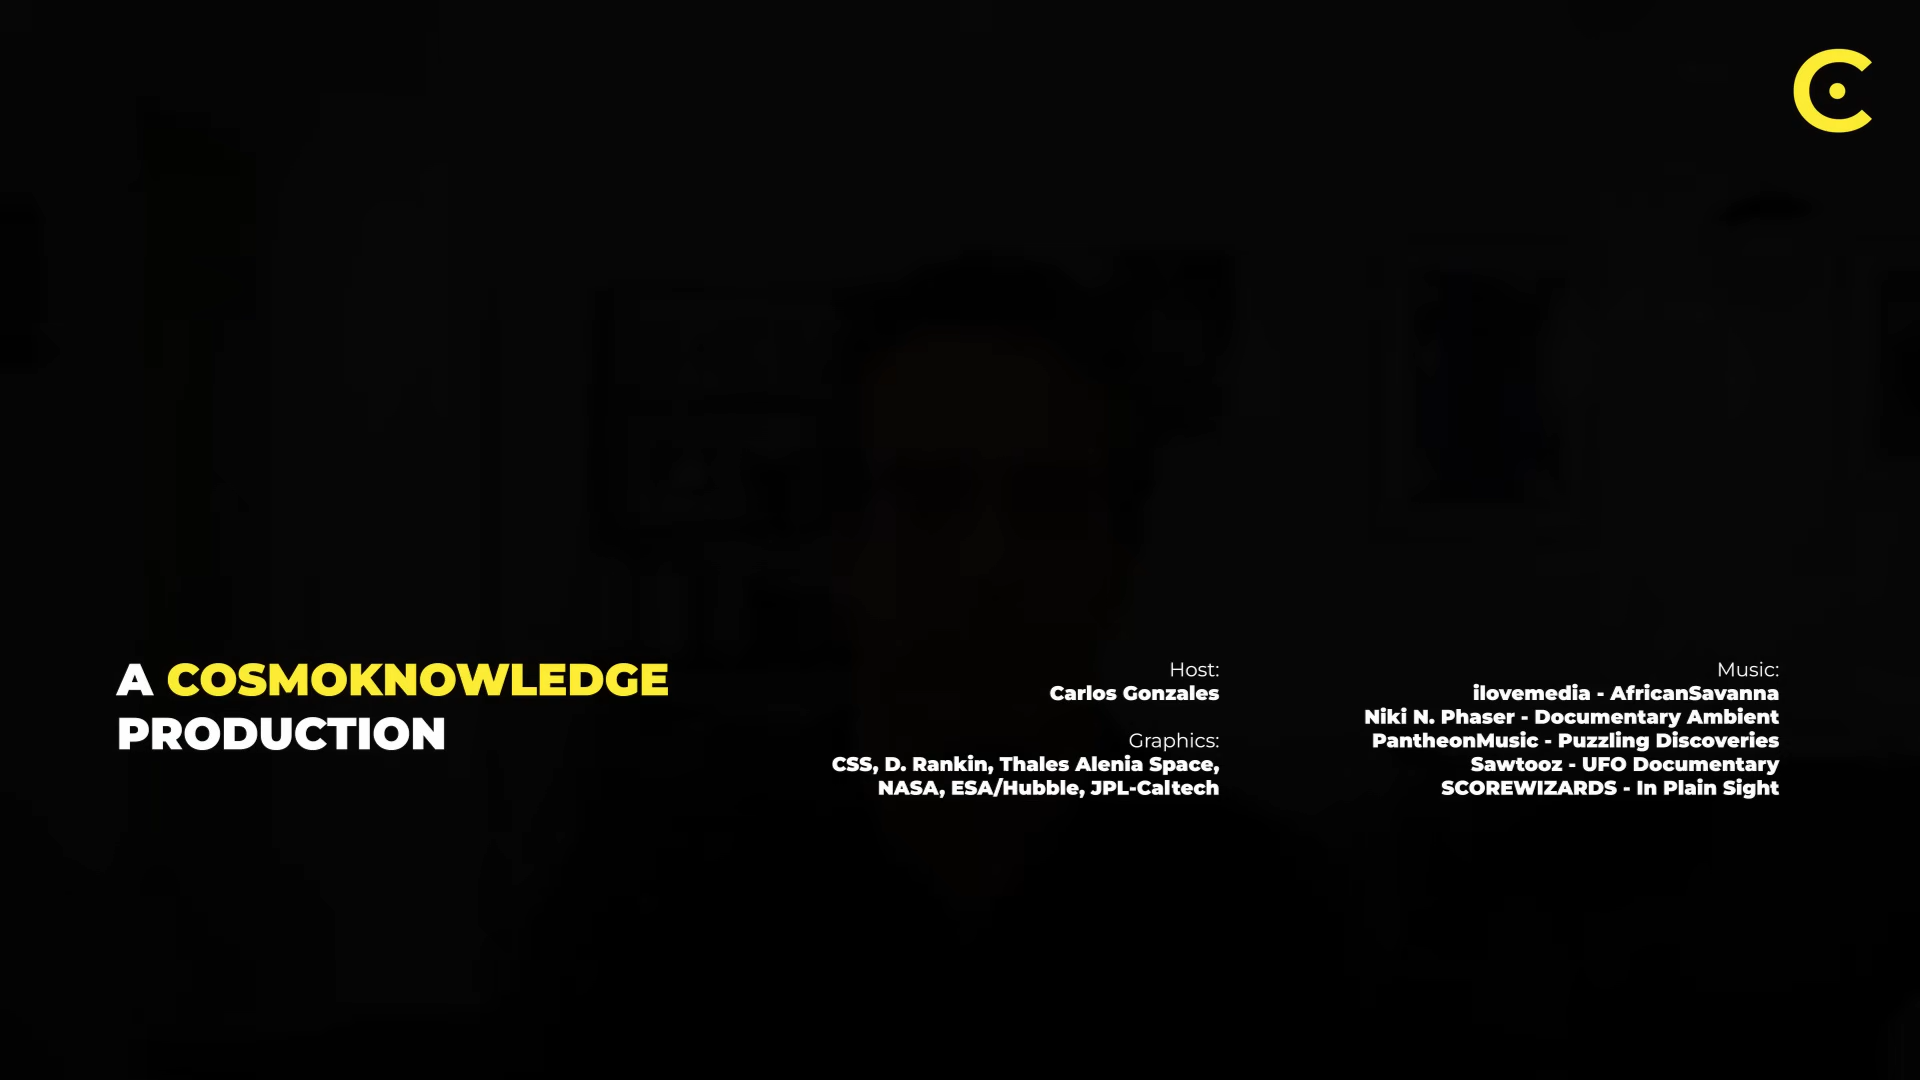 A COSMOKNOWLEDGE
PRODUCTION
Host:
Carlos Gonzales
Graphics:
CSS, D. Rankin, Thales Alenia Space,
NASA, ESA/Hubble, JPL-Caltech
Music:
ilovemedia - AfricanSavanna
Niki N. Phaser - Documentary Ambient
PantheonMusic - Puzzling Discoveries
Sawtooz - UFO Documentary
SCOREWIZARDS - In Plain Sight